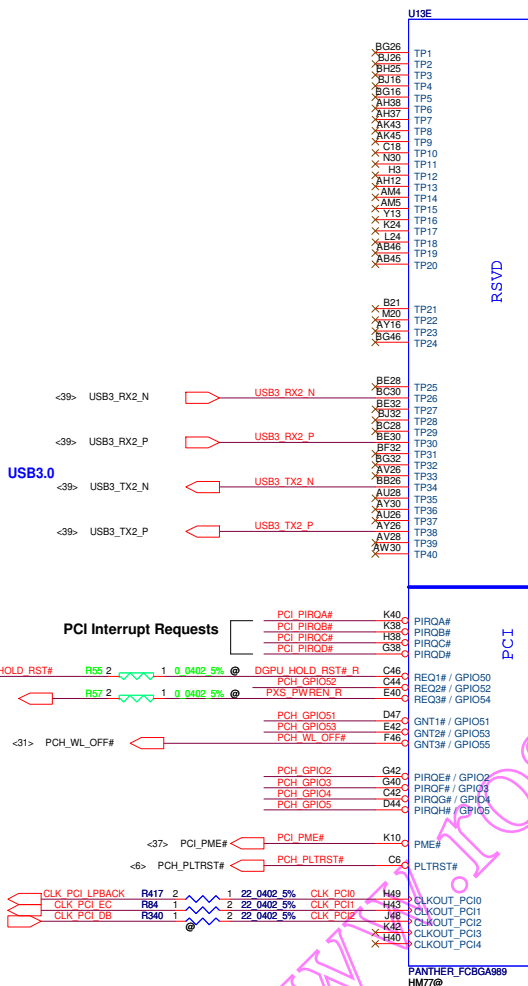 U13E
BG26 TP1
BJ26 TP2
BH25 TP3
BJ16 TP4
BG16 TP5
AH38 TP6
AH37 TP7
AK43 TP8
AK45 TP9
C18 TP10
N30 TP11
H3 TP12
AH12 TP13
AM4 TP14
AM5 TP15
Y13 TP16
K24 TP17
L24 TP18
AB46 TP19
AB45 TP20
RSVD
B21 TP21
M20 TP22
AY16 TP23
BG46 TP24
BE28 TP25
<39> USB3_RX2_N USB3_RX2_N BC30 TP26
BE32 TP27
BJ32 TP28
BC28 TP29
<39> USB3_RX2_P USB3_RX2_P BE30 TP30
BF32 TP31
BG32 TP32
AV26 TP33
USB3.0
<39> USB3_TX2_N USB3_TX2_N BB26 TP34
AU28 TP35
AY30 TP36
AU26 TP37
<39> USB3_TX2_P USB3_TX2_P AY26 TP38
AV28 TP39
AW30 TP40
PCI Interrupt Requests
PCI_PIRQA# K40 PIRQA#
PCI_PIRQB# K38 PIRQB#
PCI_PIRQC# H38 PIRQC#
PCI_PIRQD# G38 PIRQD#
PCI
HOLD_RST# R55 2 1 0_0402_5% @ DGPU_HOLD_RST#_R C46 REQ1# / GPIO50
PCH_GPIO52 C44 REQ2# / GPIO52
R57 2 1 0_0402_5% @ PXS_PWREN_R E40 REQ3# / GPIO54
PCH_GPIO51 D47 GNT1# / GPIO51
PCH_GPIO53 E42 GNT2# / GPIO53
<31> PCH_WL_OFF# PCH_WL_OFF# F46 GNT3# / GPIO55
PCH_GPIO2 G42 PIRQE# / GPIO2
PCH_GPIO3 G40 PIRQF# / GPIO3
PCH_GPIO4 C42 PIRQG# / GPIO4
PCH_GPIO5 D44 PIRQH# / GPIO5
<37> PCI_PME# PCI_PME# K10 PME#
<6> PCH_PLTRST# PCH_PLTRST# C6 PLTRST#
CLK_PCI_LPBACK R417 2 1 22_0402_5% CLK_PCI0 H49 CLKOUT_PCI0
CLK_PCI_EC R84 1 2 22_0402_5% CLK_PCI1 H43 CLKOUT_PCI1
CLK_PCI_DB R340 1 2 22_0402_5% CLK_PCI2 J48 CLKOUT_PCI2
@ K42 CLKOUT_PCI3
H40 CLKOUT_PCI4
PANTHER_FCBGA989
HM77@
www.ro